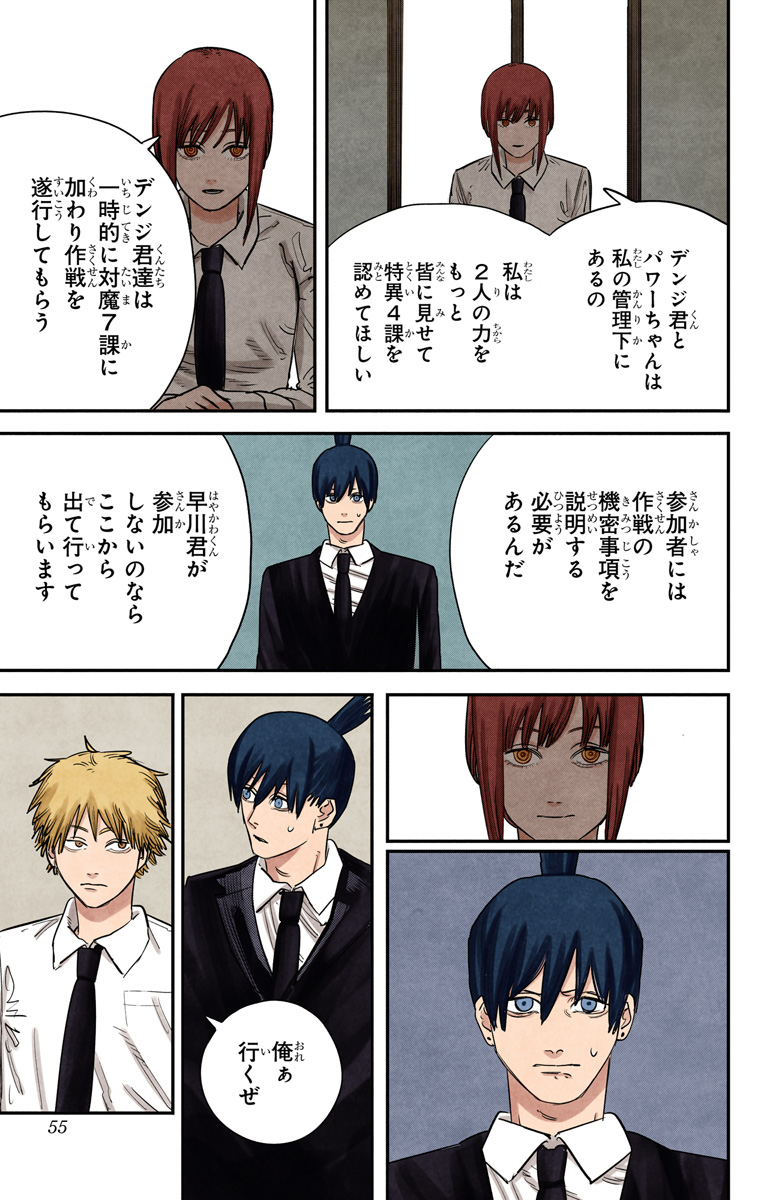 デンジ君と
パワーちゃんは
私の管理下に
あるの
私は
２人の力を
もっと
皆に見せて
特異４課を
認めてほしい
デンジ君達は
一時的に対魔７課に
加わり作戦を
遂行してもらう
参加者には
作戦の
機密事項を
説明する
必要が
あるんだ
早川君が
参加
しないのなら
ここから
出て行って
もらいます
俺ぁ
行くぜ
55